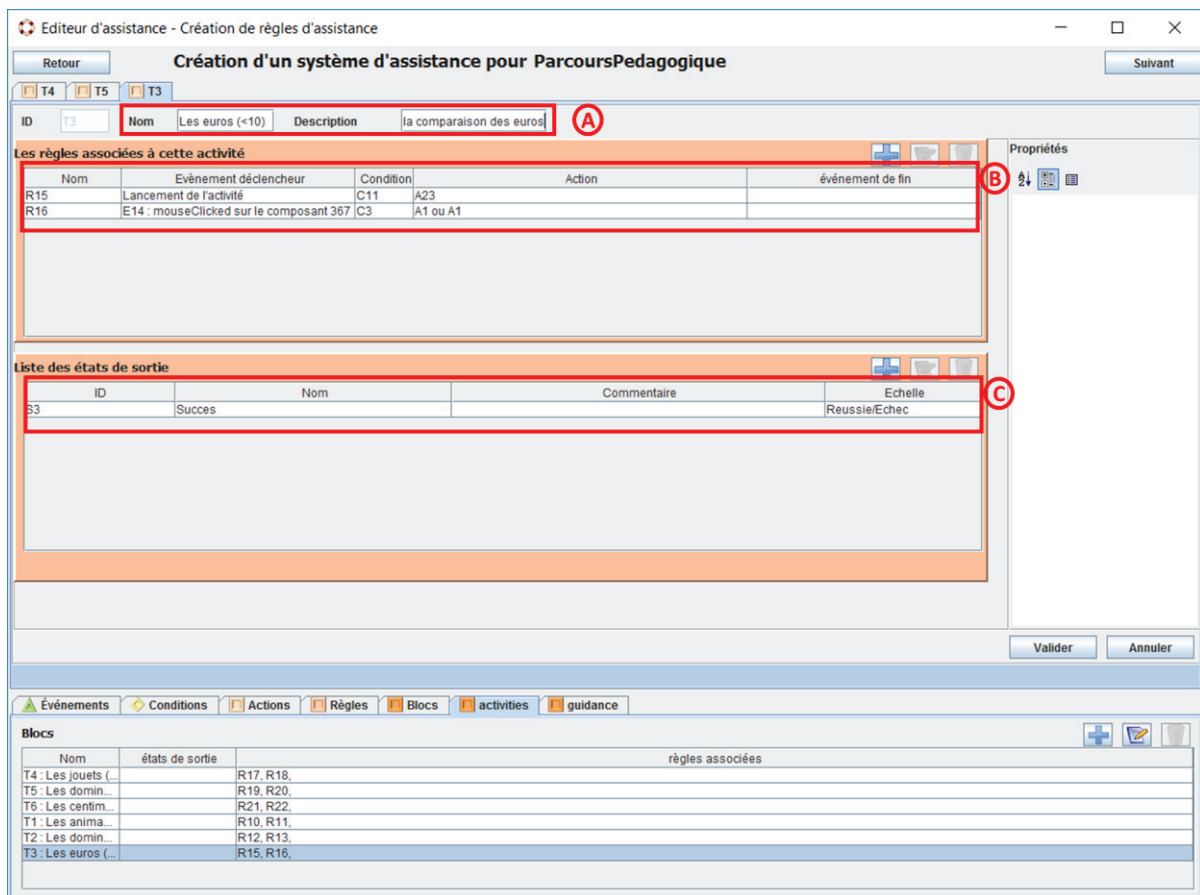 Editeur d'assistance - Création de règles d'assistance
Retour Création d'un système d'assistance pour ParcoursPedagogique Suivant
T4 T5 T3
ID T3 Nom Les euros (<10) Description la comparaison des euros A
Les règles associées à cette activité Propriétés
Nom Evènement déclencheur Condition Action événement de fin B
R15 Lancement de l'activité C11 A23
R16 E14 : mouseClicked sur le composant 367 C3 A1 ou A1
Liste des états de sortie
ID Nom Commentaire Echelle C
S3 Succes Reussie/Echec
Valider Annuler
Événements Conditions Actions Règles Blocs activities guidance
Blocs
Nom états de sortie règles associées
T4 : Les jouets (... R17, R18,
T5 : Les domin... R19, R20,
T6 : Les centim... R21, R22,
T1 : Les anima... R10, R11,
T2 : Les domin... R12, R13,
T3 : Les euros (... R15, R16,